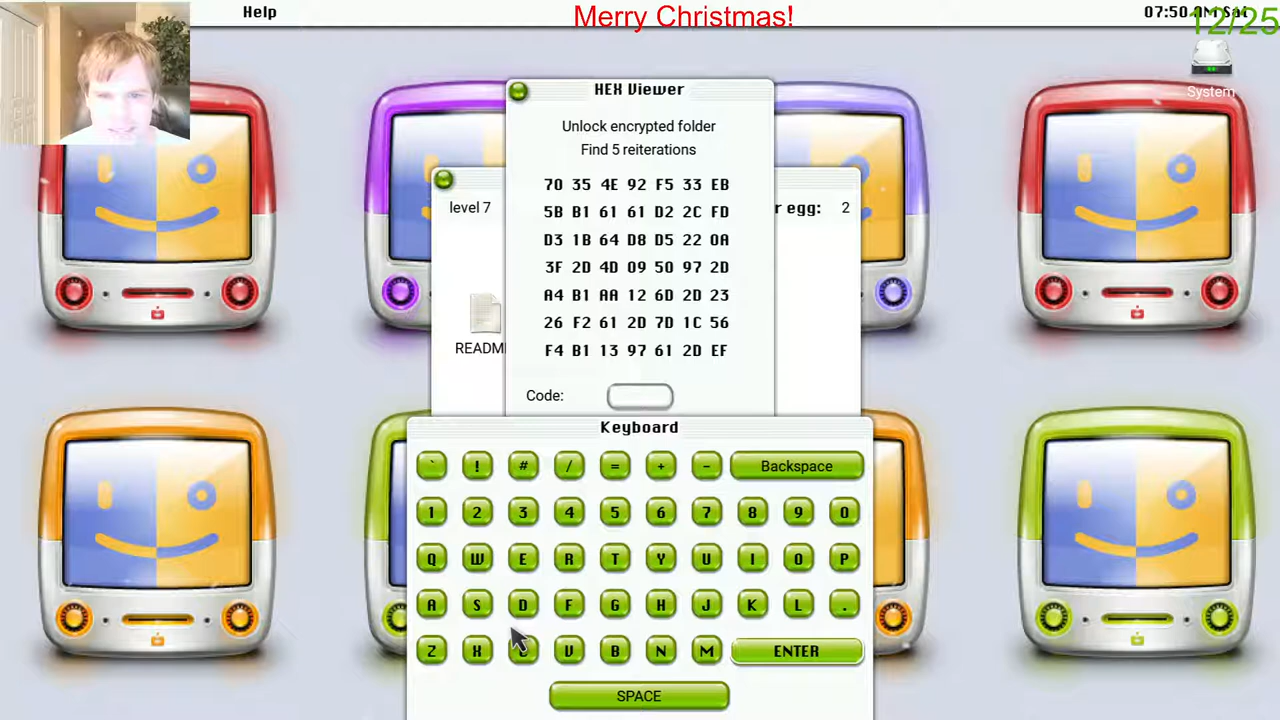 Help
Merry Christmas!
07:50 AM Sat
12/25
System
HEX Viewer
Unlock encrypted folder
Find 5 reiterations
level 7
r egg: 2
70 35 4E 92 F5 33 EB
5B B1 61 61 D2 2C FD
D3 1B 64 D8 D5 22 0A
3F 2D 4D 09 50 97 2D
A4 B1 AA 12 6D 2D 23
26 F2 61 2D 7D 1C 56
F4 B1 13 97 61 2D EF
READM
Code:
Keyboard
` ! # / = + - Backspace
1 2 3 4 5 6 7 8 9 0
Q W E R T Y U I O P
A S D F G H J K L .
Z X V B N M ENTER
SPACE